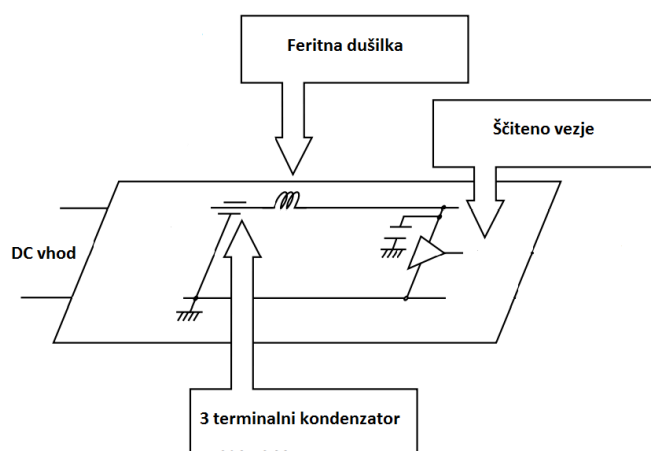 Feritna dušilka
Ščiteno vezje
DC vhod
3 terminalni kondenzator